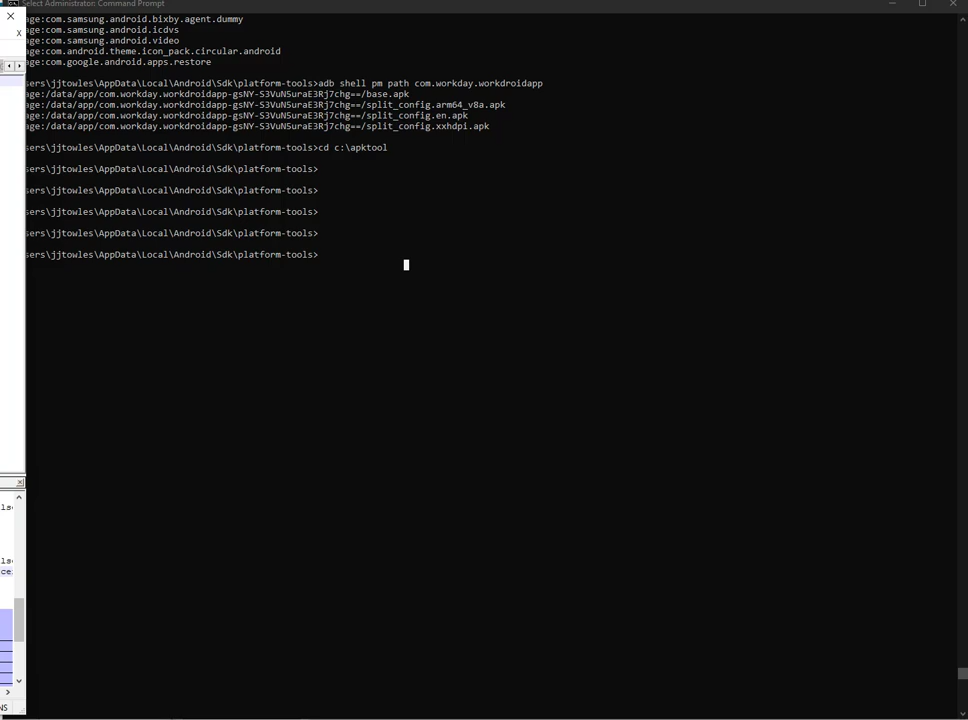 Select Administrator: Command Prompt
X
age:com.samsung.android.bixby.agent.dummy
age:com.samsung.android.icdvs
age:com.samsung.android.video
age:com.android.theme.icon_pack.circular.android
age:com.google.android.apps.restore
sers\jjtowles\AppData\Local\Android\Sdk\platform-tools>adb shell pm path com.workday.workdroidapp
age:/data/app/com.workday.workdroidapp-gsNY-S3VuN5uraE3Rj7chg==/base.apk
age:/data/app/com.workday.workdroidapp-gsNY-S3VuN5uraE3Rj7chg==/split_config.arm64_v8a.apk
age:/data/app/com.workday.workdroidapp-gsNY-S3VuN5uraE3Rj7chg==/split_config.en.apk
age:/data/app/com.workday.workdroidapp-gsNY-S3VuN5uraE3Rj7chg==/split_config.xxhdpi.apk
sers\jjtowles\AppData\Local\Android\Sdk\platform-tools>cd c:\apktool
sers\jjtowles\AppData\Local\Android\Sdk\platform-tools>
sers\jjtowles\AppData\Local\Android\Sdk\platform-tools>
sers\jjtowles\AppData\Local\Android\Sdk\platform-tools>
sers\jjtowles\AppData\Local\Android\Sdk\platform-tools>
sers\jjtowles\AppData\Local\Android\Sdk\platform-tools>
ls
ls
ce
NS